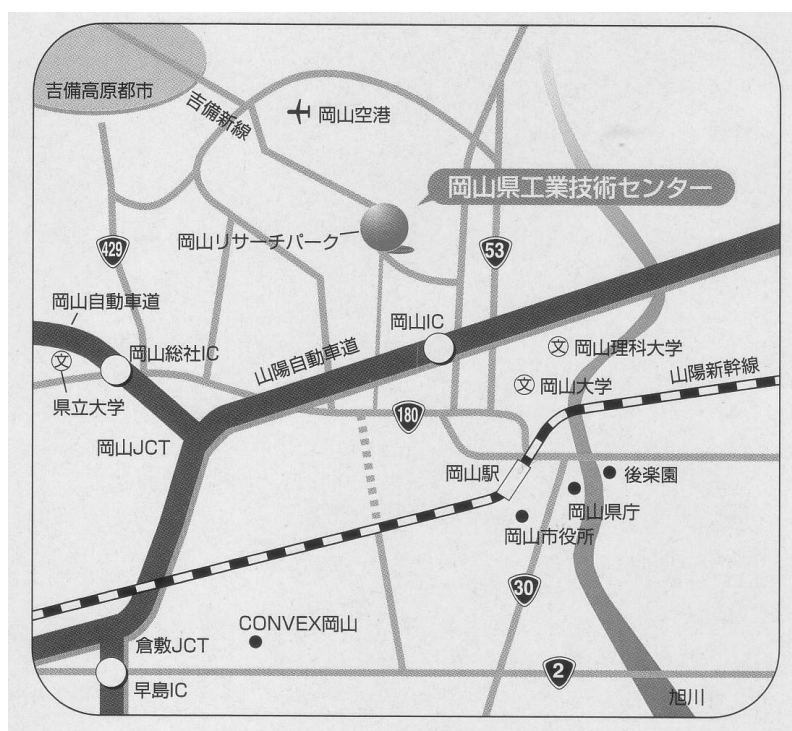 吉備高原都市
吉備新線
岡山空港
岡山県工業技術センター
岡山リサーチパーク
429
53
岡山自動車道
岡山IC
岡山総社IC
山陽自動車道
岡山理科大学
文
文
岡山大学
山陽新幹線
文
県立大学
180
岡山JCT
岡山駅
後楽園
岡山県庁
岡山市役所
30
CONVEX岡山
倉敷JCT
2
早島IC
旭川